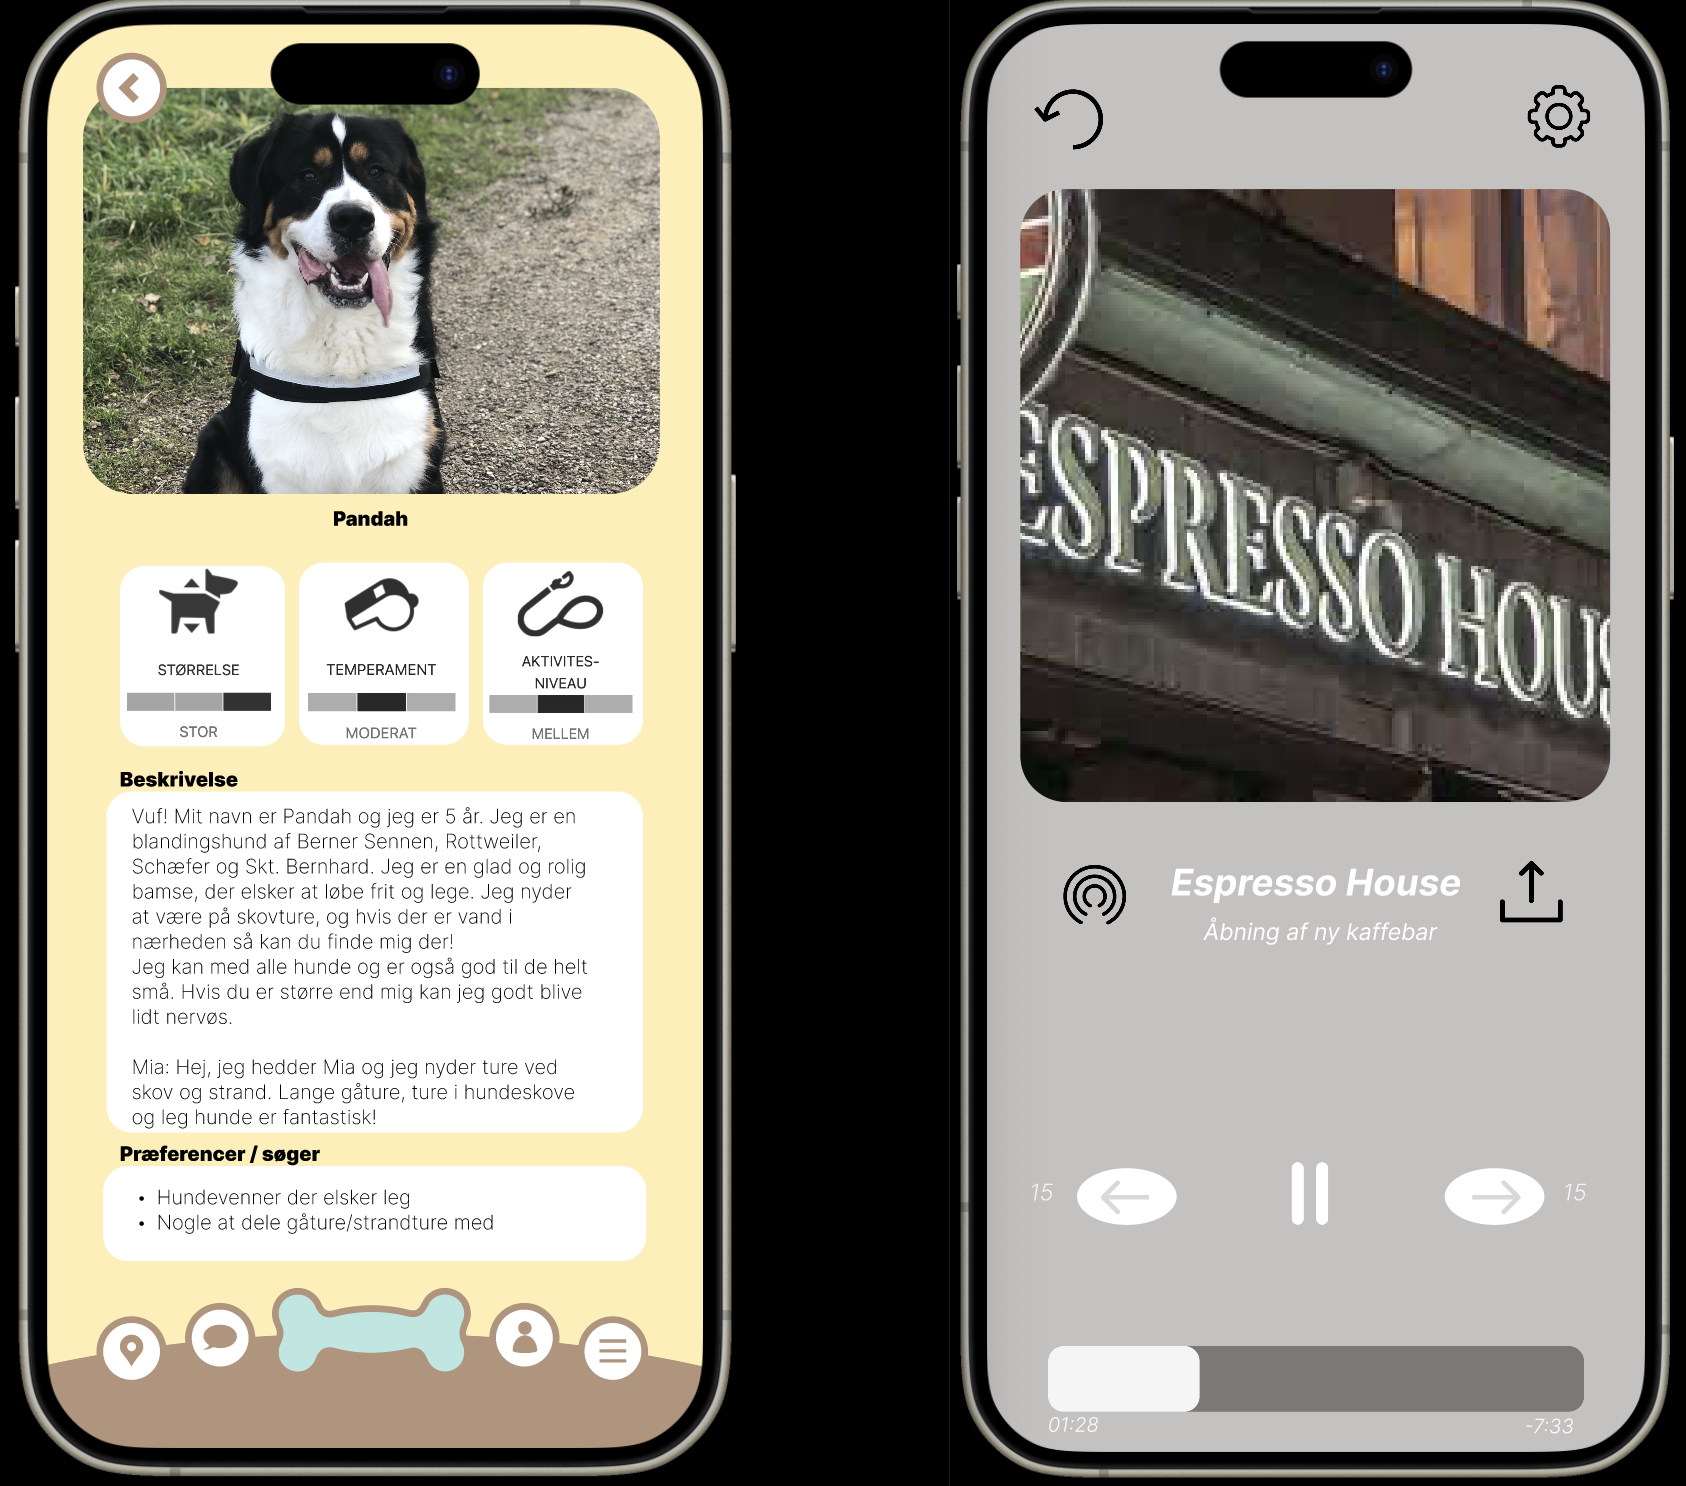 Pandah
STØRRELSE
STOR
TEMPERAMENT
MODERAT
AKTIVITES-
NIVEAU
MELLEM
Beskrivelse
Vuf! Mit navn er Pandah og jeg er 5 år. Jeg er en
blandingshund af Berner Sennen, Rottweiler,
Schæfer og Skt. Bernhard. Jeg er en glad og rolig
bamse, der elsker at løbe frit og lege. Jeg nyder
at være på skovture, og hvis der er vand i
nærheden så kan du finde mig der!
Jeg kan med alle hunde og er også god til de helt
små. Hvis du er større end mig kan jeg godt blive
lidt nervøs.
Mia: Hej, jeg hedder Mia og jeg nyder ture ved
skov og strand. Lange gåture, ture i hundeskove
og leg hunde er fantastisk!
Præferencer / søger
• Hundevenner der elsker leg
• Nogle at dele gåture/strandture med
ESPRESSO HOUS
Espresso House
Åbning af ny kaffebar
15
15
01:28
-7:33